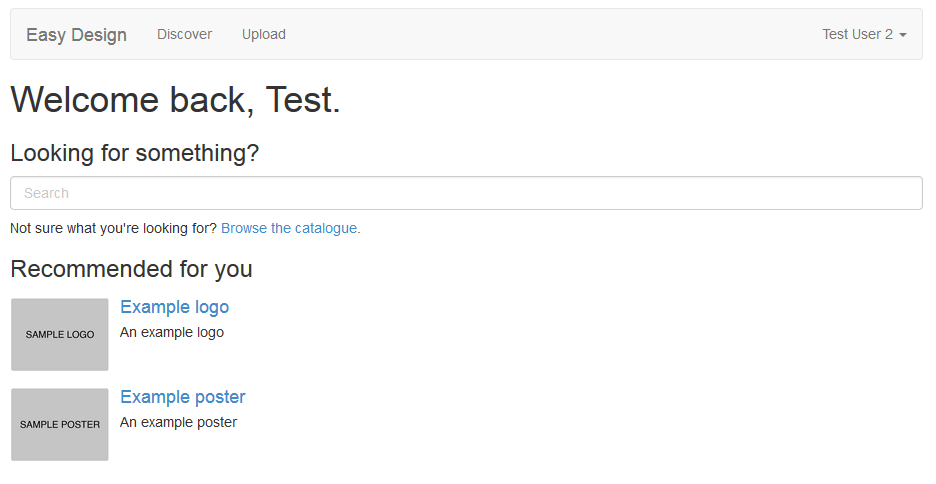 Easy Design Discover Upload Test User 2
Welcome back, Test.
Looking for something?
Search
Not sure what you're looking for? Browse the catalogue.
Recommended for you
SAMPLE LOGO
Example logo
An example logo
SAMPLE POSTER
Example poster
An example poster